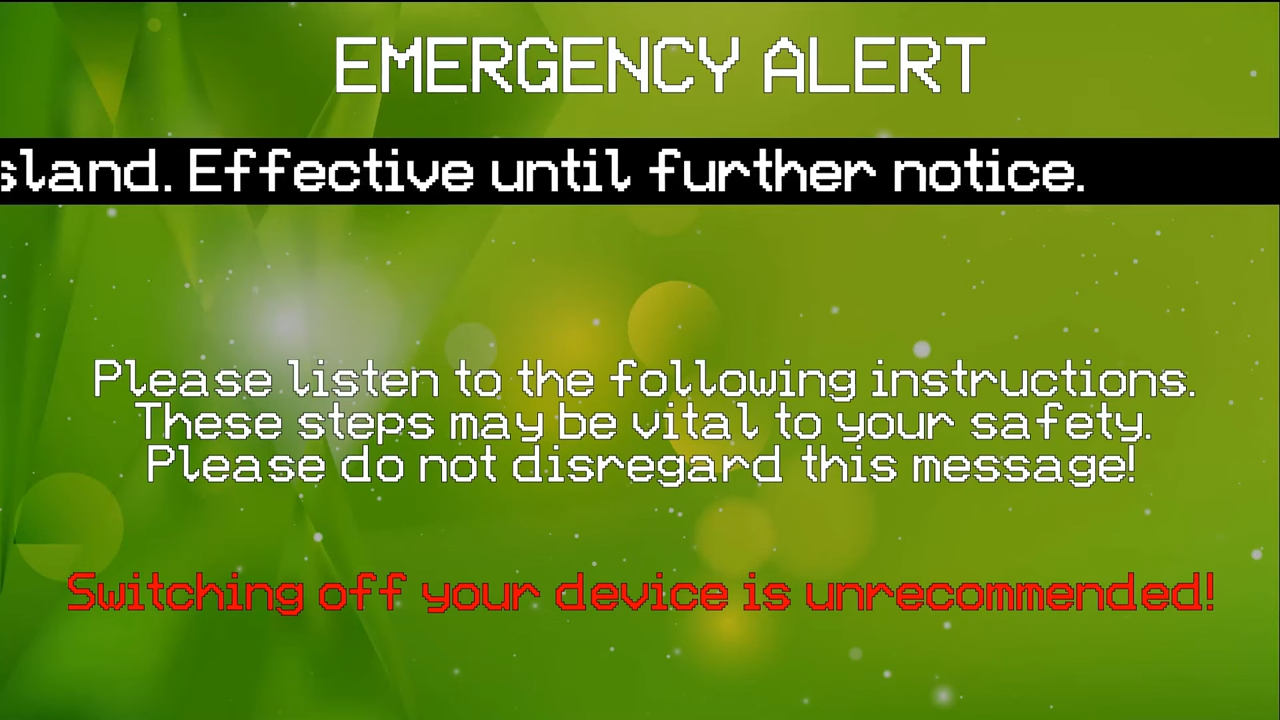 EMERGENCY ALERT
sland. Effective until further notice.
Please listen to the following instructions.
These steps may be vital to your safety.
Please do not disregard this message!
Switching off your device is unrecommended!